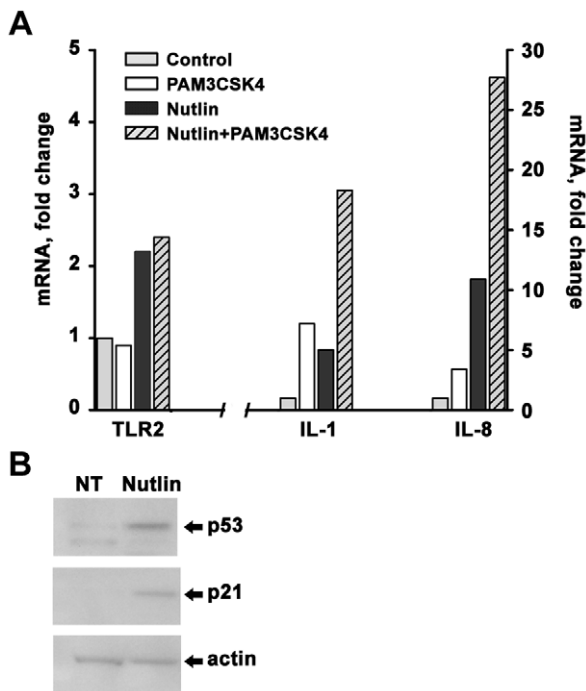 A
mRNA, fold change
5
4
3
2
1
0
Control
PAM3CSK4
Nutlin
Nutlin+PAM3CSK4
30
25
20
15
10
5
0
mRNA, fold change
TLR2
IL-1
IL-8
B
NT Nutlin
p53
p21
actin